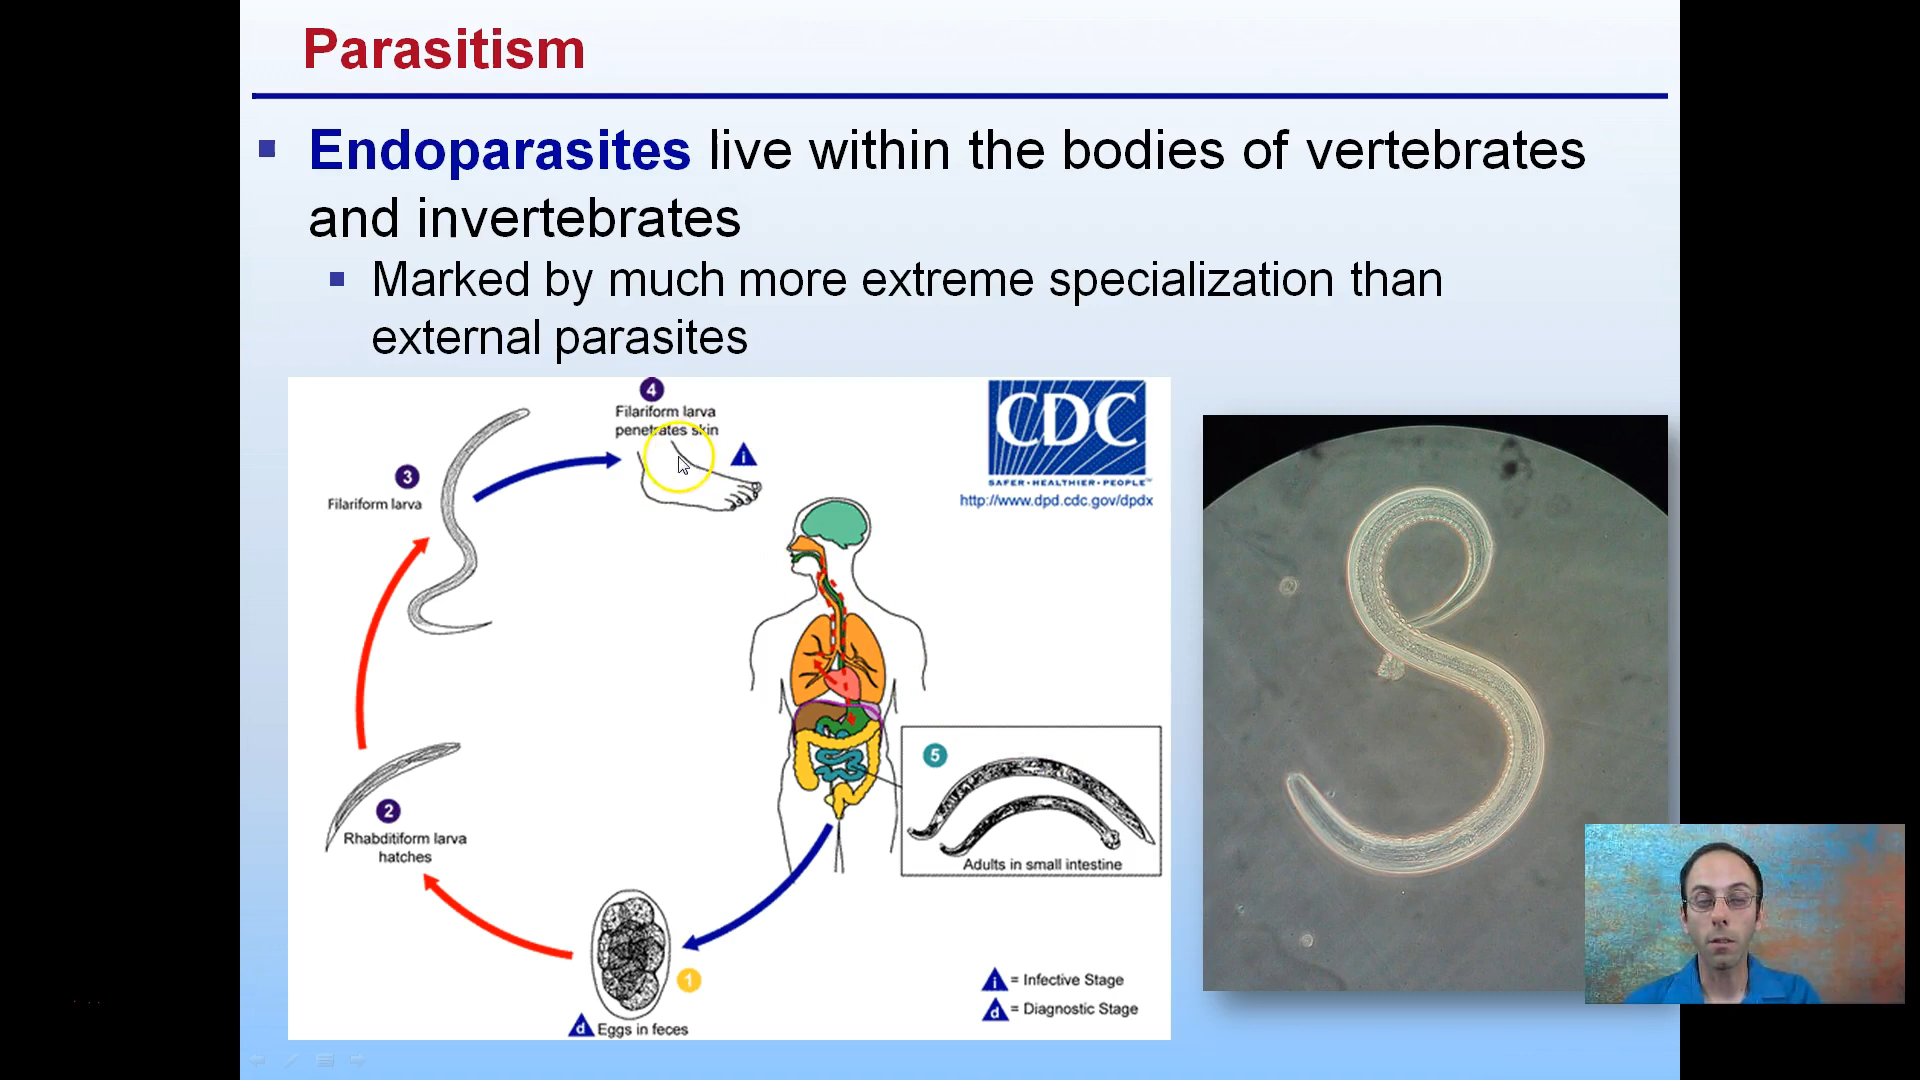 Parasitism
Endoparasites live within the bodies of vertebrates
and invertebrates
Marked by much more extreme specialization than
external parasites
4
Filariform larva
penetrates skin
i
3
Filariform larva
CDC
SAFER•HEALTHIER•PEOPLE™
http://www.dpd.cdc.gov/dpdx
2
Rhabditiform larva
hatches
5
Adults in small intestine
1
d Eggs in feces
i = Infective Stage
d = Diagnostic Stage